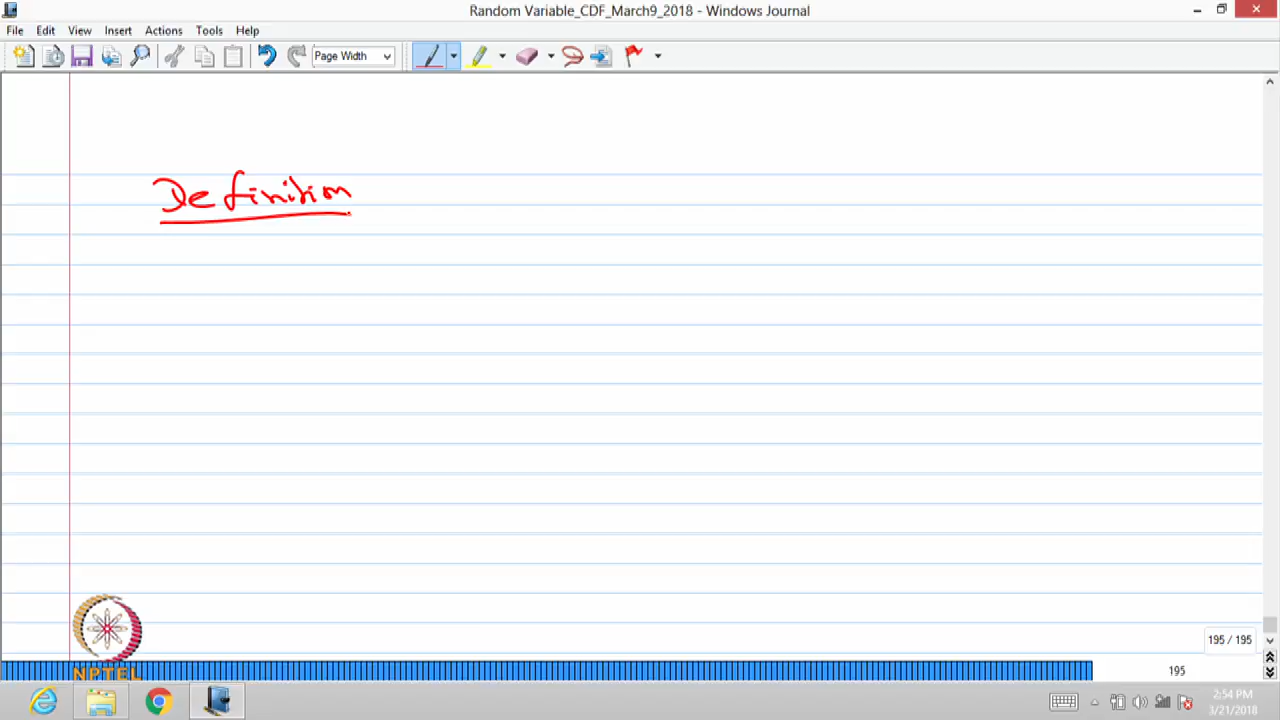 Random Variable_CDF_March9_2018 - Windows Journal
File Edit View Insert Actions Tools Help
Page Width
Definition
195 / 195
NPTEL
195
2:54 PM
3/21/2018